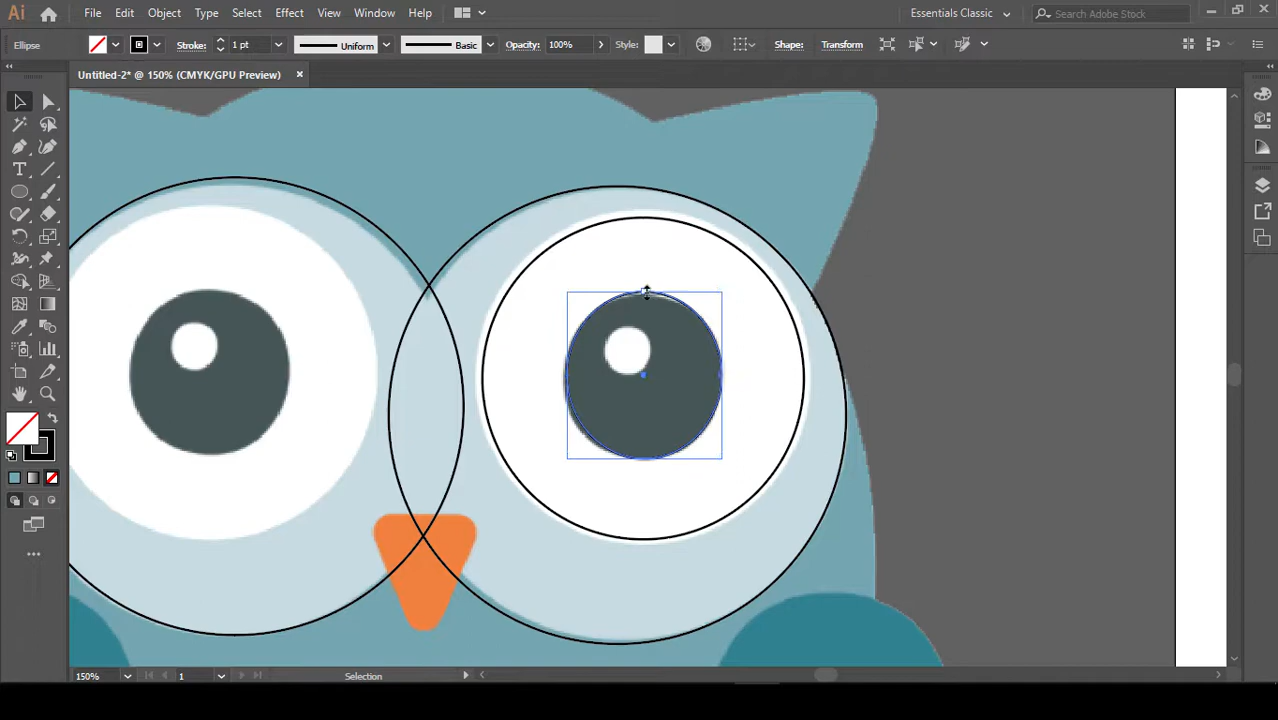 Ai File Edit Object Type Select Effect View Window Help Essentials Classic Search Adobe Stock
Ellipse Stroke: 1 pt Uniform Basic Opacity: 100% Style: Shape: Transform
Untitled-2* @ 150% (CMYK/GPU Preview) ×
T
150% 1 Selection